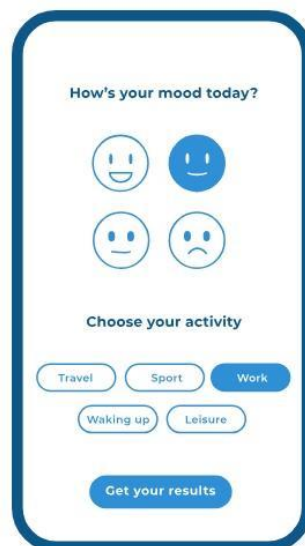 How's your mood today?
Choose your activity
Travel Sport Work
Waking up Leisure
Get your results